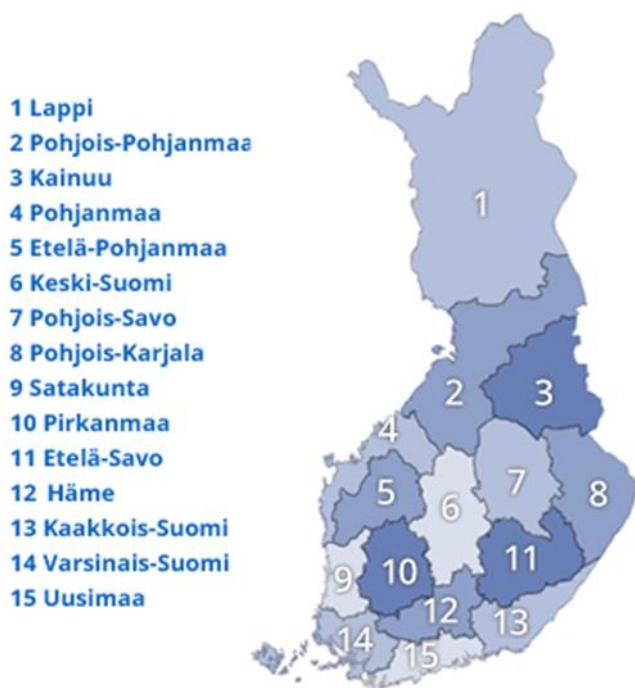 1 Lappi
2 Pohjois-Pohjanmaa
3 Kainuu
4 Pohjanmaa
5 Etelä-Pohjanmaa
6 Keski-Suomi
7 Pohjois-Savo
8 Pohjois-Karjala
9 Satakunta
10 Pirkanmaa
11 Etelä-Savo
12 Häme
13 Kaakkois-Suomi
14 Varsinais-Suomi
15 Uusimaa
1
2
3
4
5
6
7
8
9
10
11
12
13
14
15